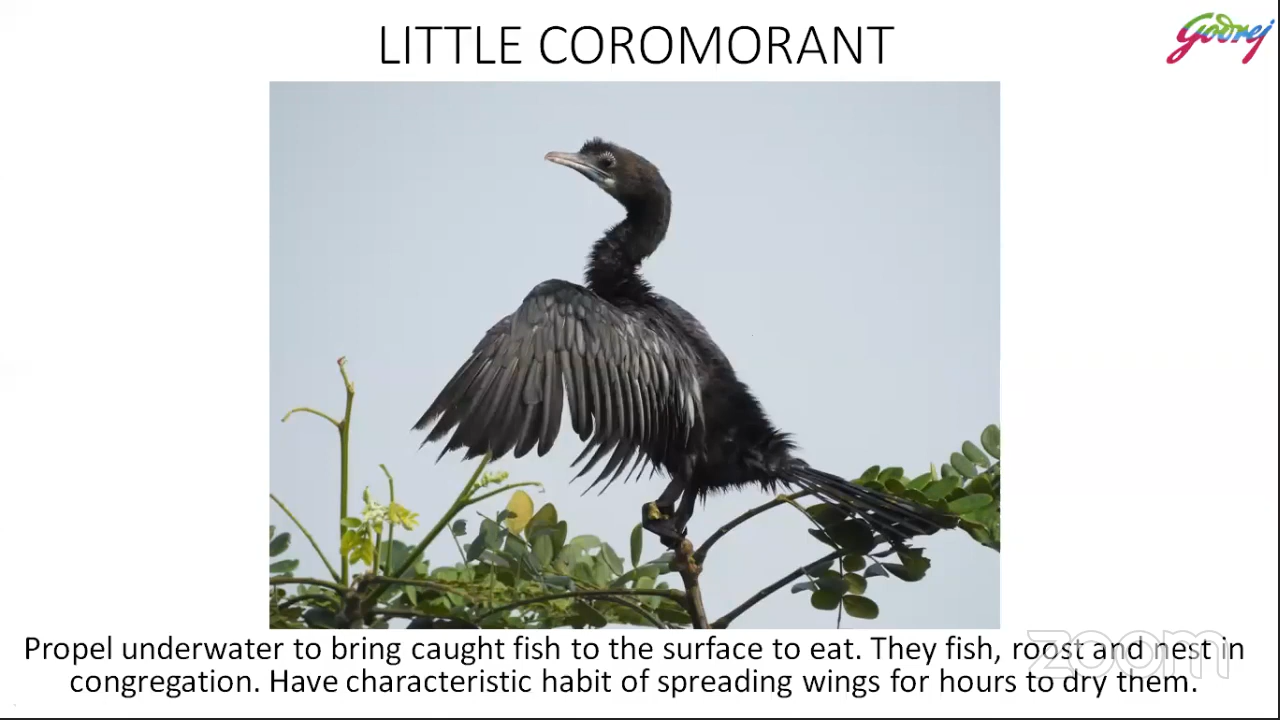 LITTLE COROMORANT
Godrej
Propel underwater to bring caught fish to the surface to eat. They fish, roost and nest in
congregation. Have characteristic habit of spreading wings for hours to dry them.
zoom